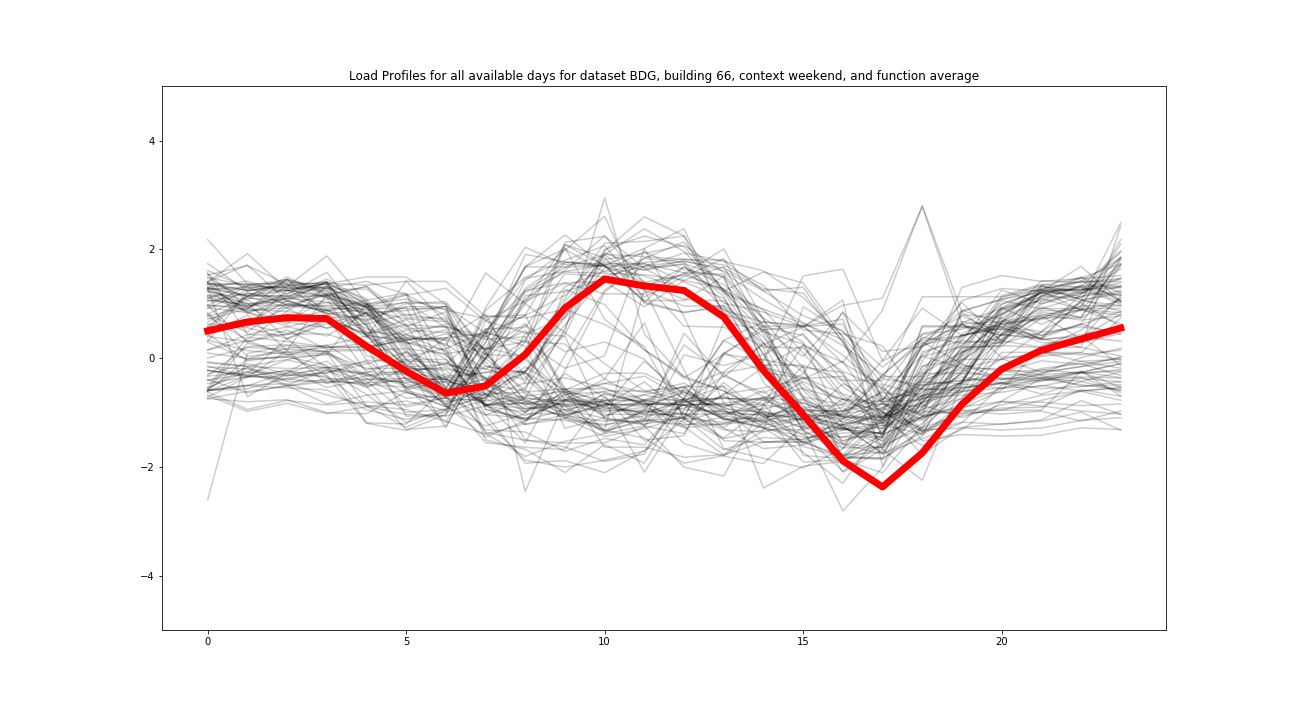 Load Profiles for all available days for dataset BDG, building 66, context weekend, and function average
4
2
0
−2
−4
0 5 10 15 20